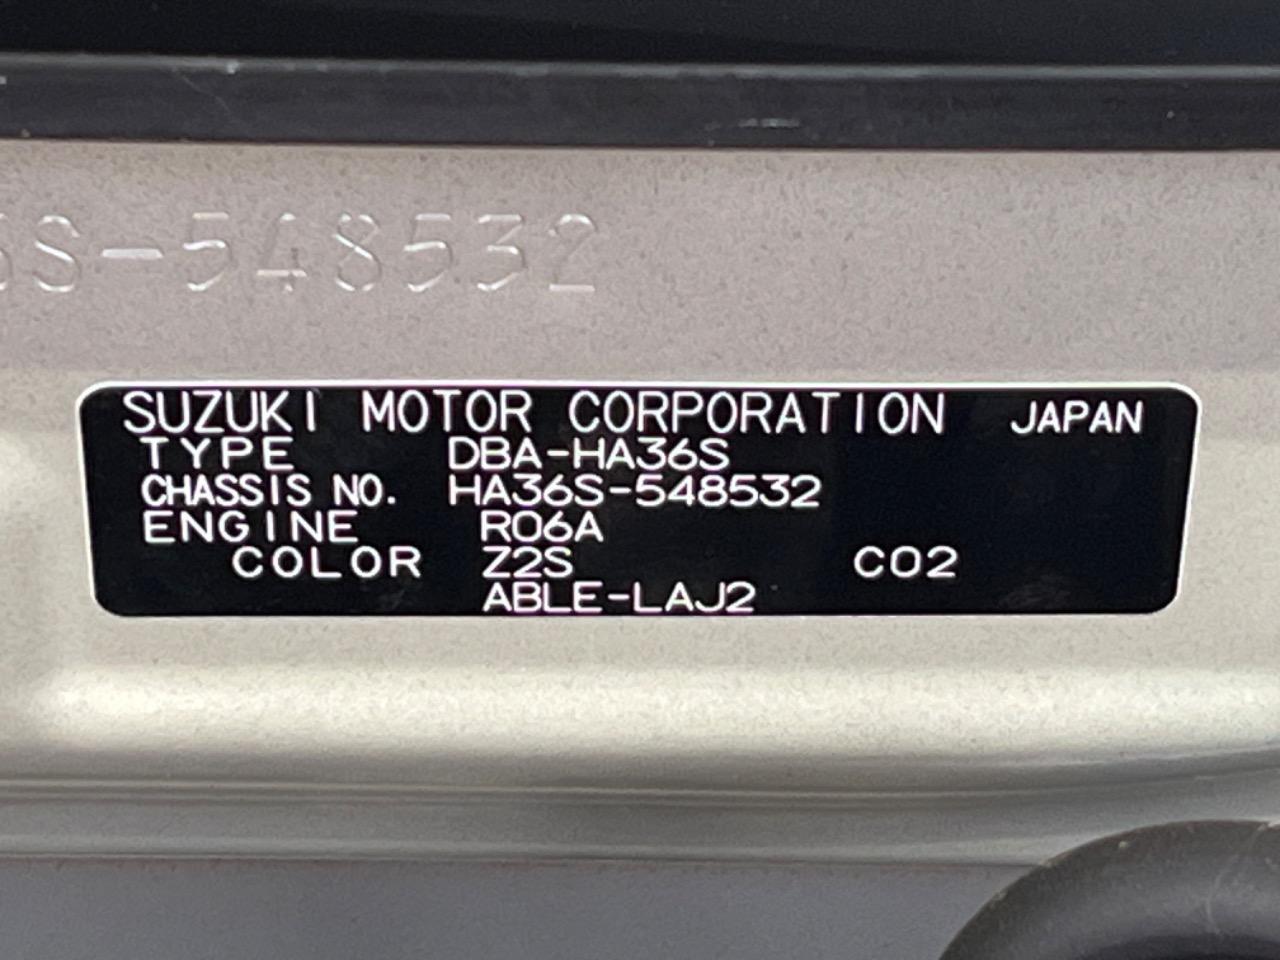 6S-548532
SUZUKI MOTOR CORPORATION JAPAN
TYPE DBA-HA36S
CHASSIS NO. HA36S-548532
ENGINE R06A
COLOR Z2S C02
ABLE-LAJ2